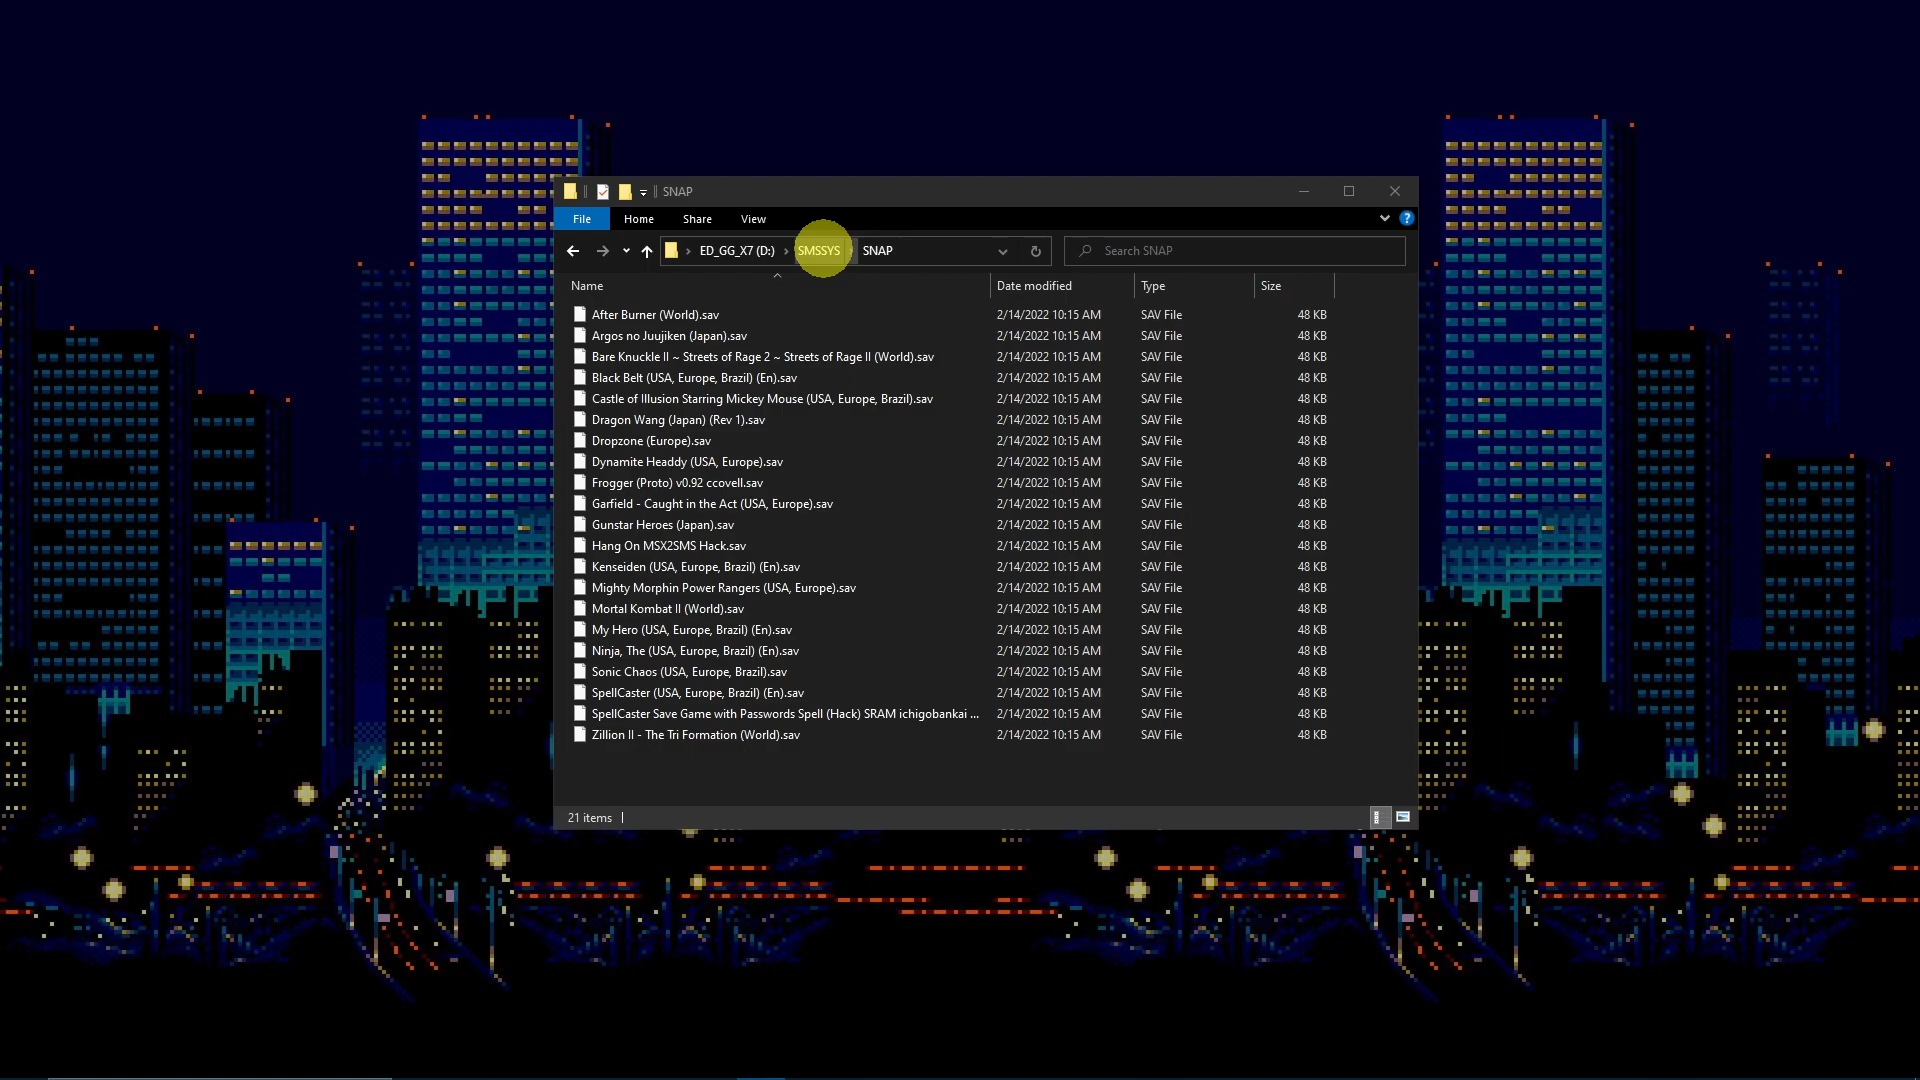 SNAP
File Home Share View
ED_GG_X7 (D:) SMSSYS SNAP Search SNAP
Name Date modified Type Size
After Burner (World).sav 2/14/2022 10:15 AM SAV File 48 KB
Argos no Juujiken (Japan).sav 2/14/2022 10:15 AM SAV File 48 KB
Bare Knuckle II ~ Streets of Rage 2 ~ Streets of Rage II (World).sav 2/14/2022 10:15 AM SAV File 48 KB
Black Belt (USA, Europe, Brazil) (En).sav 2/14/2022 10:15 AM SAV File 48 KB
Castle of Illusion Starring Mickey Mouse (USA, Europe, Brazil).sav 2/14/2022 10:15 AM SAV File 48 KB
Dragon Wang (Japan) (Rev 1).sav 2/14/2022 10:15 AM SAV File 48 KB
Dropzone (Europe).sav 2/14/2022 10:15 AM SAV File 48 KB
Dynamite Headdy (USA, Europe).sav 2/14/2022 10:15 AM SAV File 48 KB
Frogger (Proto) v0.92 ccovell.sav 2/14/2022 10:15 AM SAV File 48 KB
Garfield - Caught in the Act (USA, Europe).sav 2/14/2022 10:15 AM SAV File 48 KB
Gunstar Heroes (Japan).sav 2/14/2022 10:15 AM SAV File 48 KB
Hang On MSX2SMS Hack.sav 2/14/2022 10:15 AM SAV File 48 KB
Kenseiden (USA, Europe, Brazil) (En).sav 2/14/2022 10:15 AM SAV File 48 KB
Mighty Morphin Power Rangers (USA, Europe).sav 2/14/2022 10:15 AM SAV File 48 KB
Mortal Kombat II (World).sav 2/14/2022 10:15 AM SAV File 48 KB
My Hero (USA, Europe, Brazil) (En).sav 2/14/2022 10:15 AM SAV File 48 KB
Ninja, The (USA, Europe, Brazil) (En).sav 2/14/2022 10:15 AM SAV File 48 KB
Sonic Chaos (USA, Europe, Brazil).sav 2/14/2022 10:15 AM SAV File 48 KB
SpellCaster (USA, Europe, Brazil) (En).sav 2/14/2022 10:15 AM SAV File 48 KB
SpellCaster Save Game with Passwords Spell (Hack) SRAM ichigobankai ... 2/14/2022 10:15 AM SAV File 48 KB
Zillion II - The Tri Formation (World).sav 2/14/2022 10:15 AM SAV File 48 KB
21 items